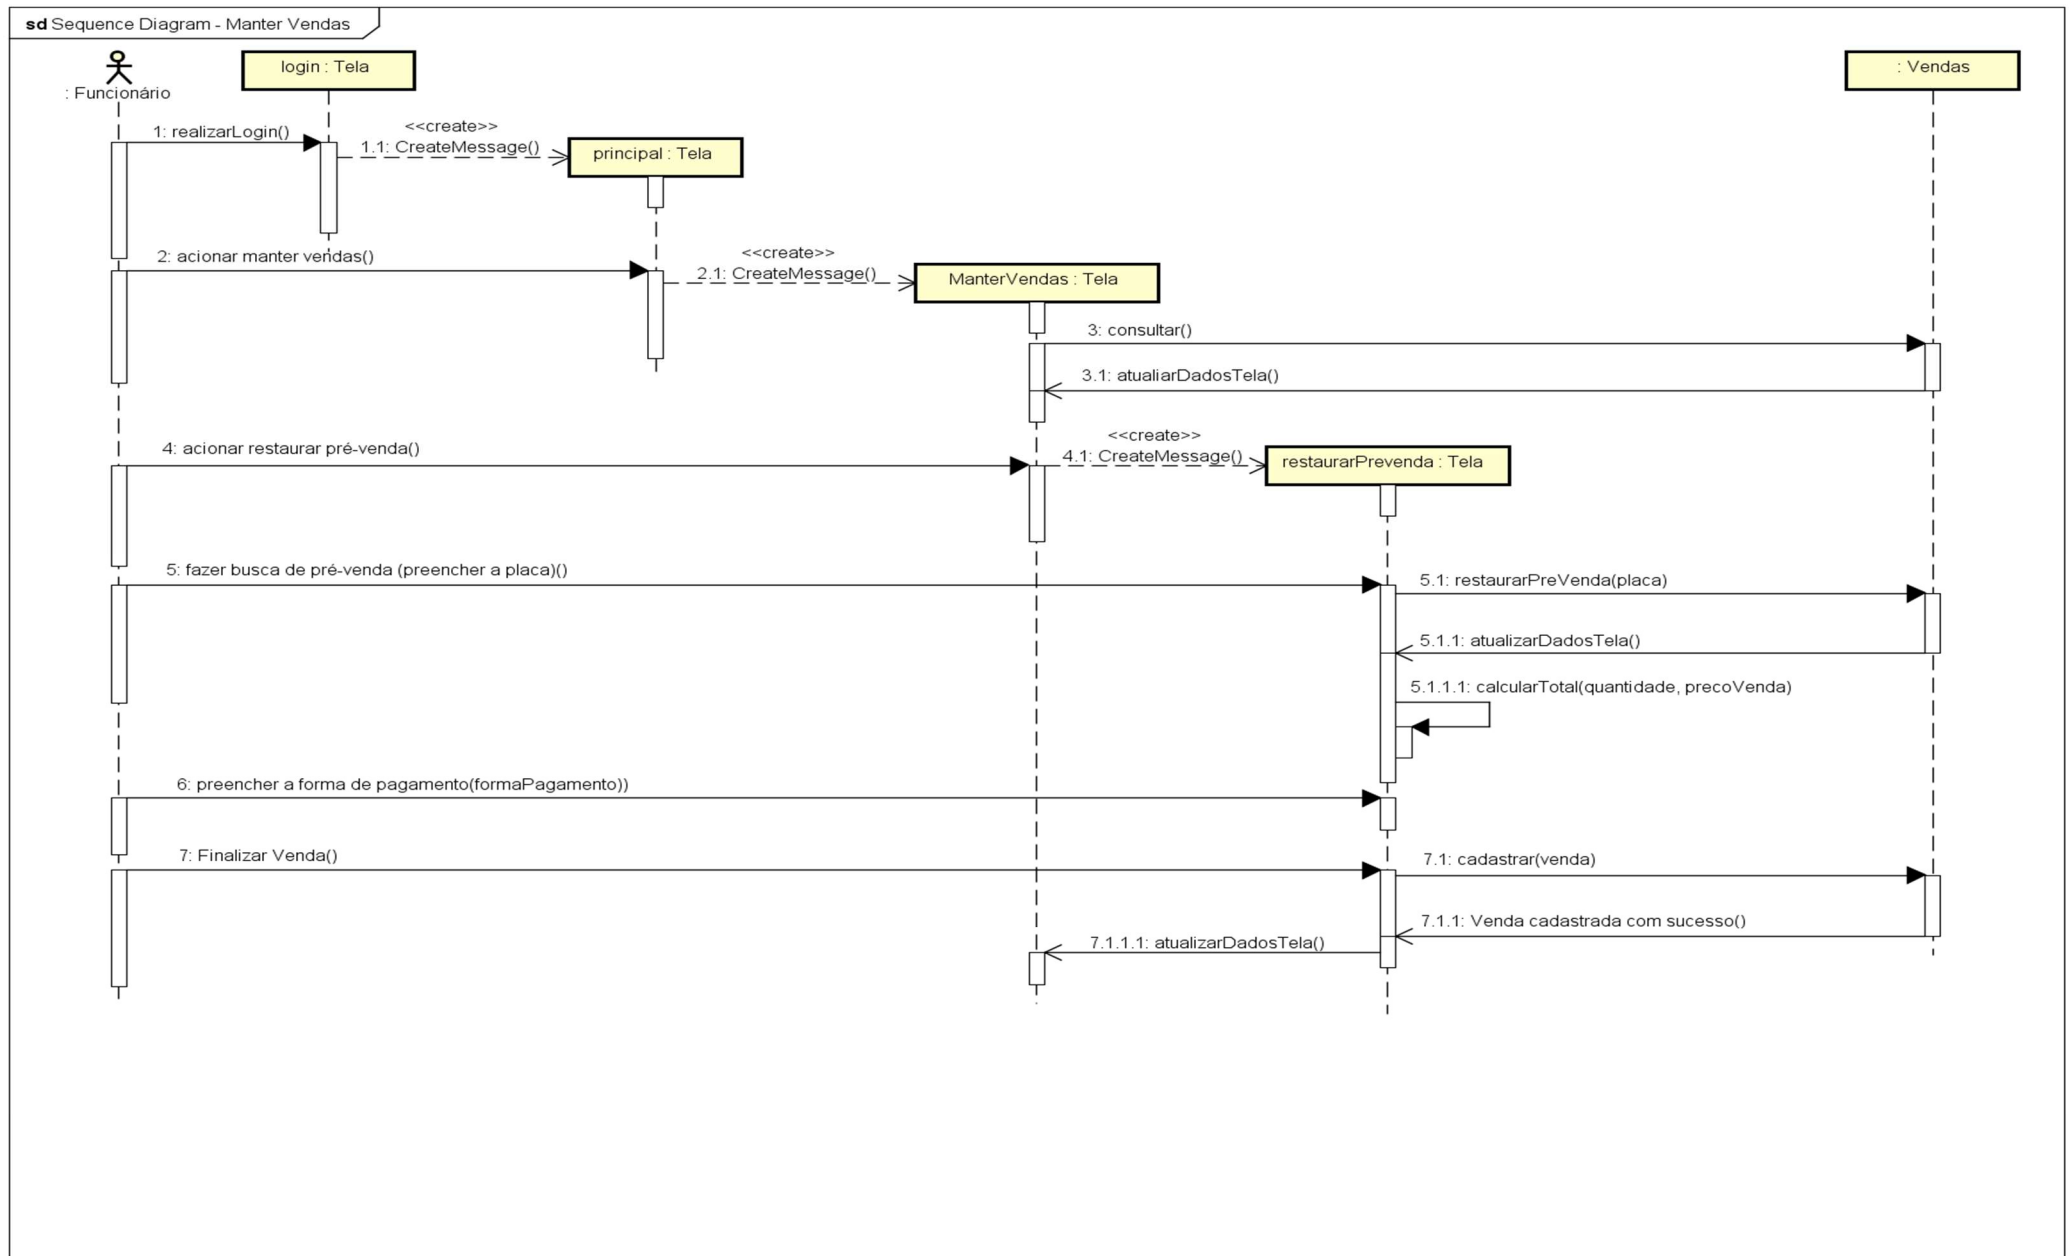 sd Sequence Diagram - Manter Vendas
: Funcionário
login : Tela
: Vendas
1: realizarLogin()
<<create>>
1.1: CreateMessage()
principal : Tela
2: acionar manter vendas()
<<create>>
2.1: CreateMessage()
ManterVendas : Tela
3: consultar()
3.1: atualiarDadosTela()
4: acionar restaurar pré-venda()
<<create>>
4.1: CreateMessage()
restaurarPrevenda : Tela
5: fazer busca de pré-venda (preencher a placa)()
5.1: restaurarPreVenda(placa)
5.1.1: atualizarDadosTela()
5.1.1.1: calcularTotal(quantidade, precoVenda)
6: preencher a forma de pagamento(formaPagamento))
7: Finalizar Venda()
7.1: cadastrar(venda)
7.1.1: Venda cadastrada com sucesso()
7.1.1.1: atualizarDadosTela()